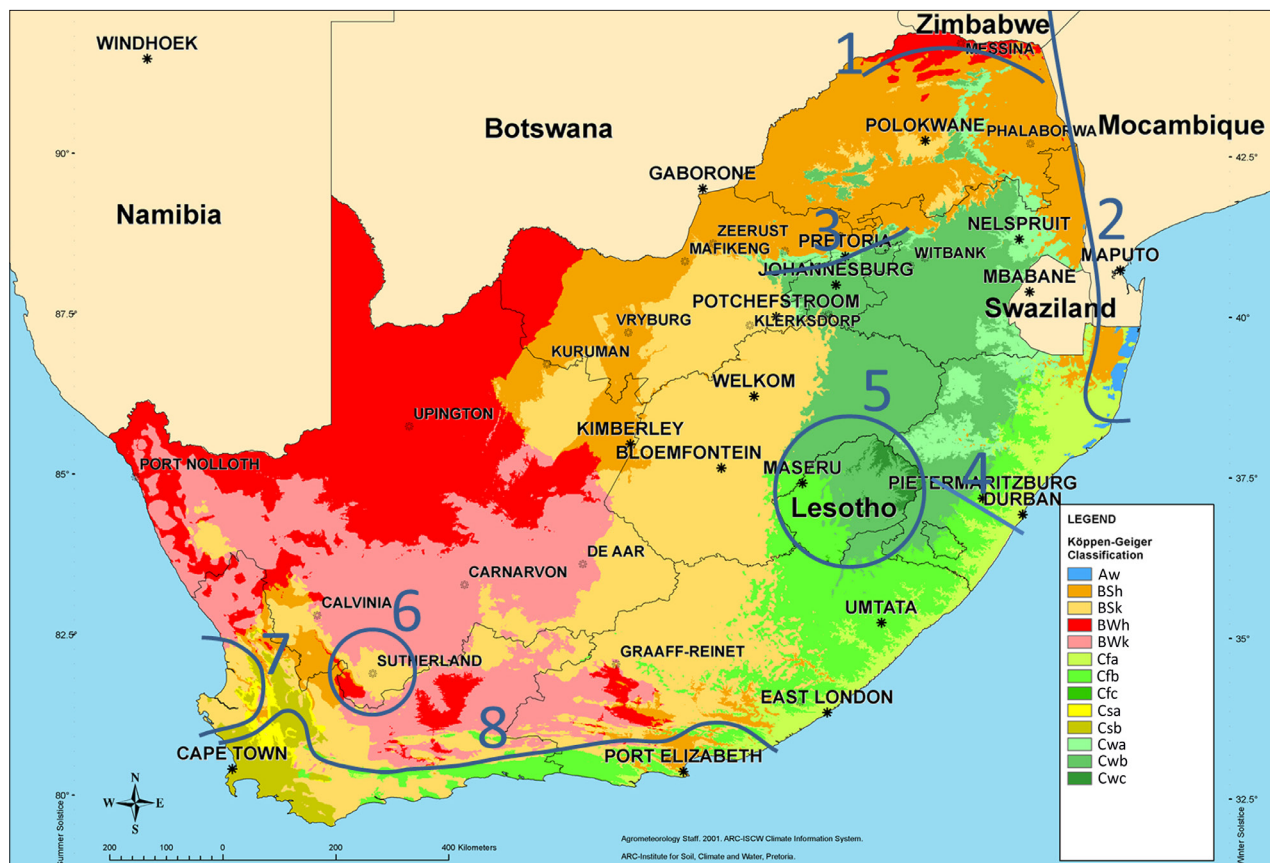 Zimbabwe
MESSINA
1
WINDHOEK
Botswana
POLOKWANE
PHALABORWA
Mocambique
90°
42.5°
GABORONE
Namibia
ZEERUST
MAFIKENG
3
PRETORIA
NELSPRUIT
2
WITBANK
MAPUTO
JOHANNESBURG
MBABANE
POTCHEFSTROOM
KLERKSDORP
Swaziland
87.5°
40°
VRYBURG
KURUMAN
WELKOM
5
UPINGTON
KIMBERLEY
BLOEMFONTEIN
PORT NOLLOTH
85°
37.5°
MASERU
4
PIETERMARITZBURG
DURBAN
Lesotho
DE AAR
CARNARVON
CALVINIA
6
UMTATA
82.5°
35°
7
SUTHERLAND
GRAAFF-REINET
EAST LONDON
8
CAPE TOWN
PORT ELIZABETH
80°
32.5°
LEGEND
Köppen-Geiger
Classification
Aw
BSh
BSk
BWh
BWk
Cfa
Cfb
Cfc
Csa
Csb
Cwa
Cwb
Cwc
N
W
E
S
Summer Solstice
Winter Solstice
200 100 0 200 400 Kilometers
Agrometeorology Staff. 2001. ARC-ISCW Climate Information System.
ARC-Institute for Soil, Climate and Water, Pretoria.